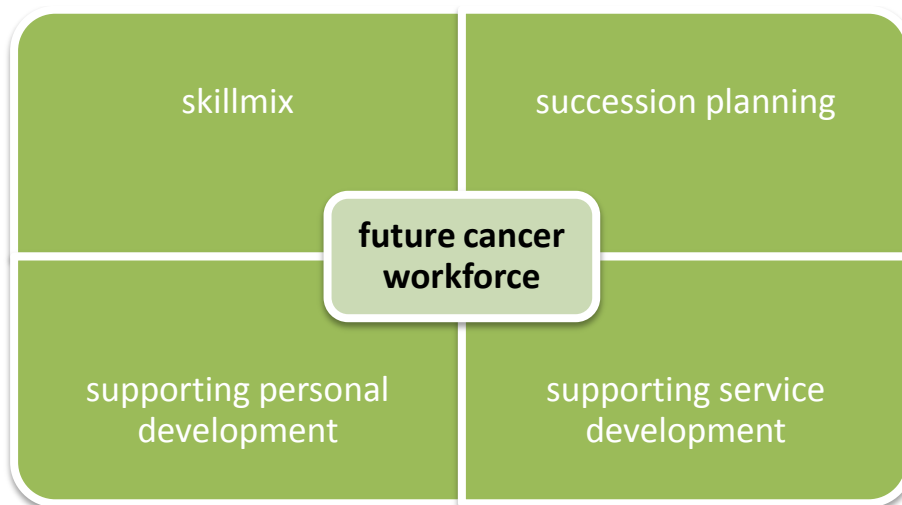 skillmix
succession planning
future cancer
workforce
supporting personal
development
supporting service
development